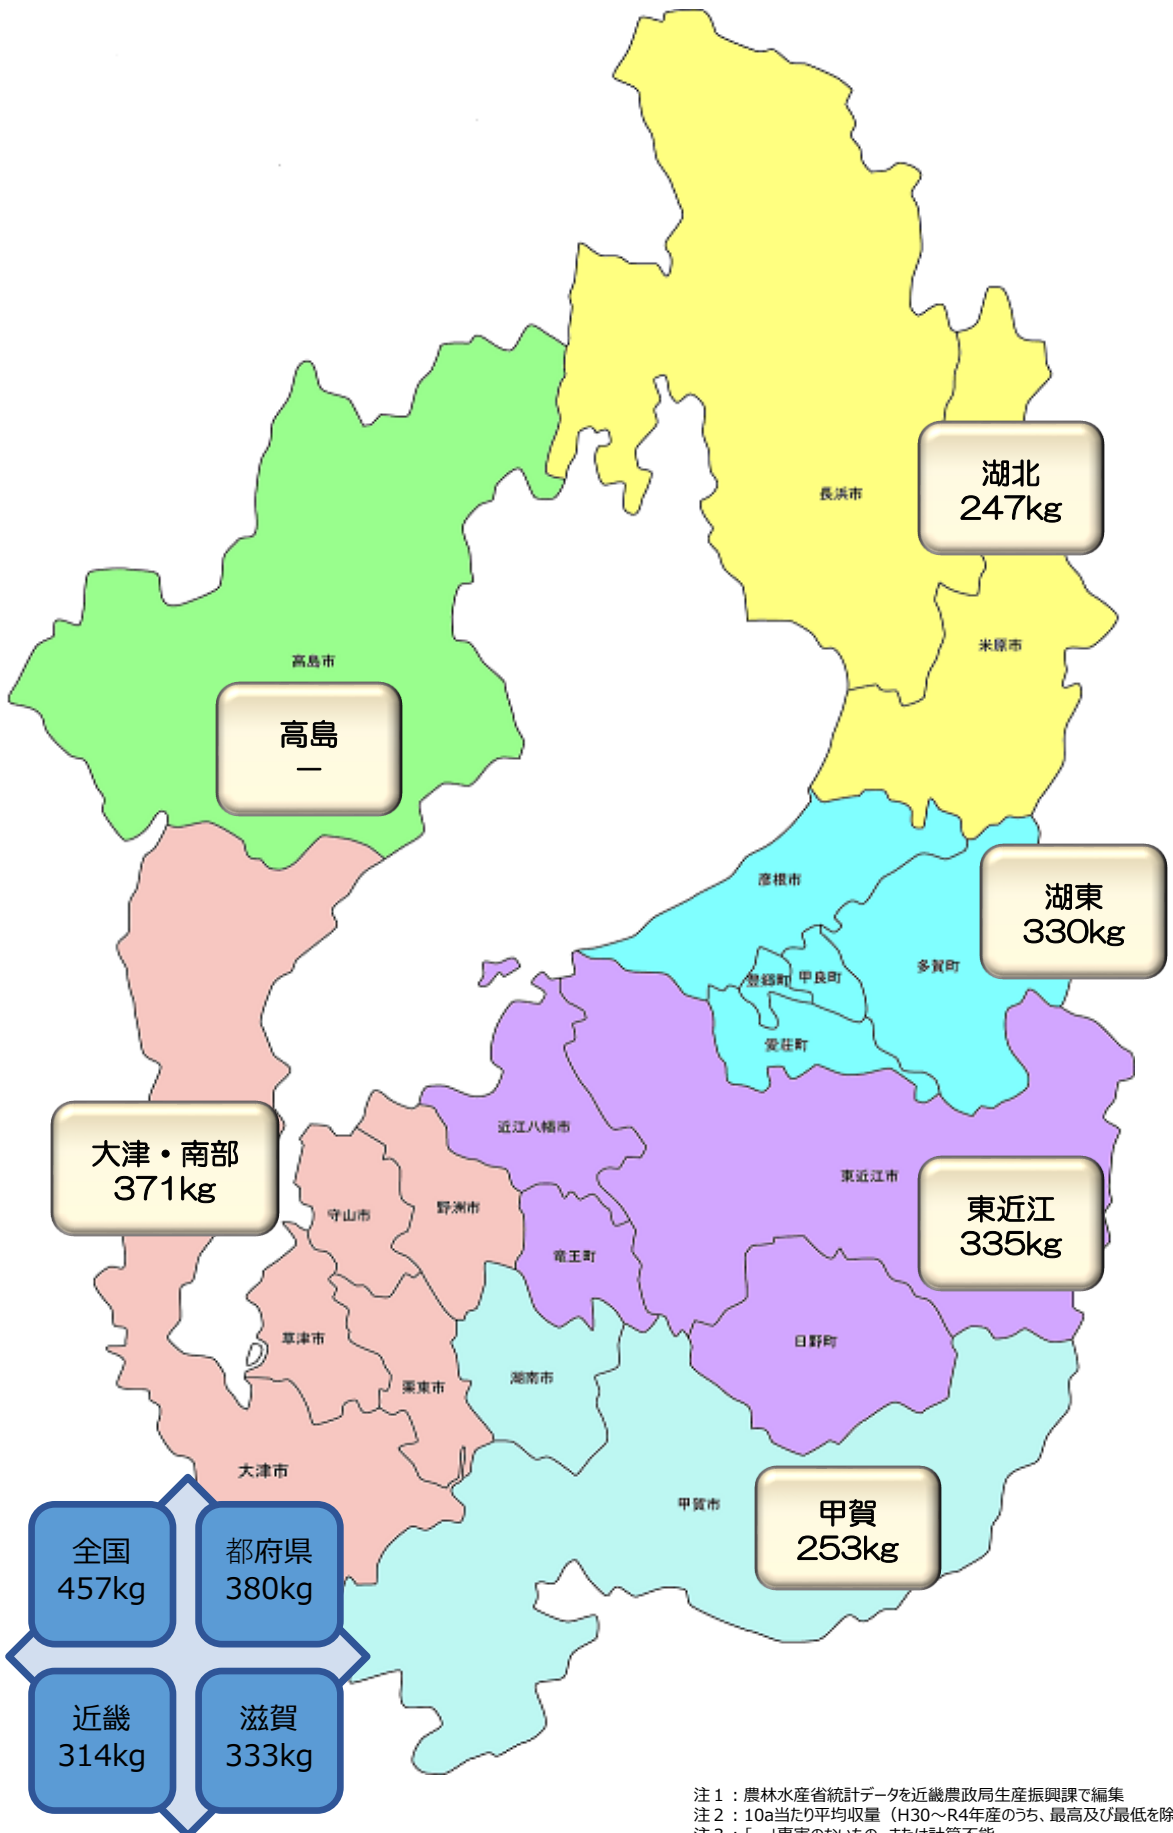 長浜市
湖北
247kg
米原市
高島市
高島
―
彦根市
湖東
330kg
多賀町
豊郷町
甲良町
愛荘町
近江八幡市
大津・南部
371kg
東近江市
東近江
335kg
守山市
野洲市
竜王町
草津市
日野町
湖南市
栗東市
大津市
甲賀市
甲賀
253kg
全国
457kg
都府県
380kg
近畿
314kg
滋賀
333kg
注1：農林水産省統計データを近畿農政局生産振興課で編集
注2：10a当たり平均収量（H30～R4年産のうち、最高及び最低を除